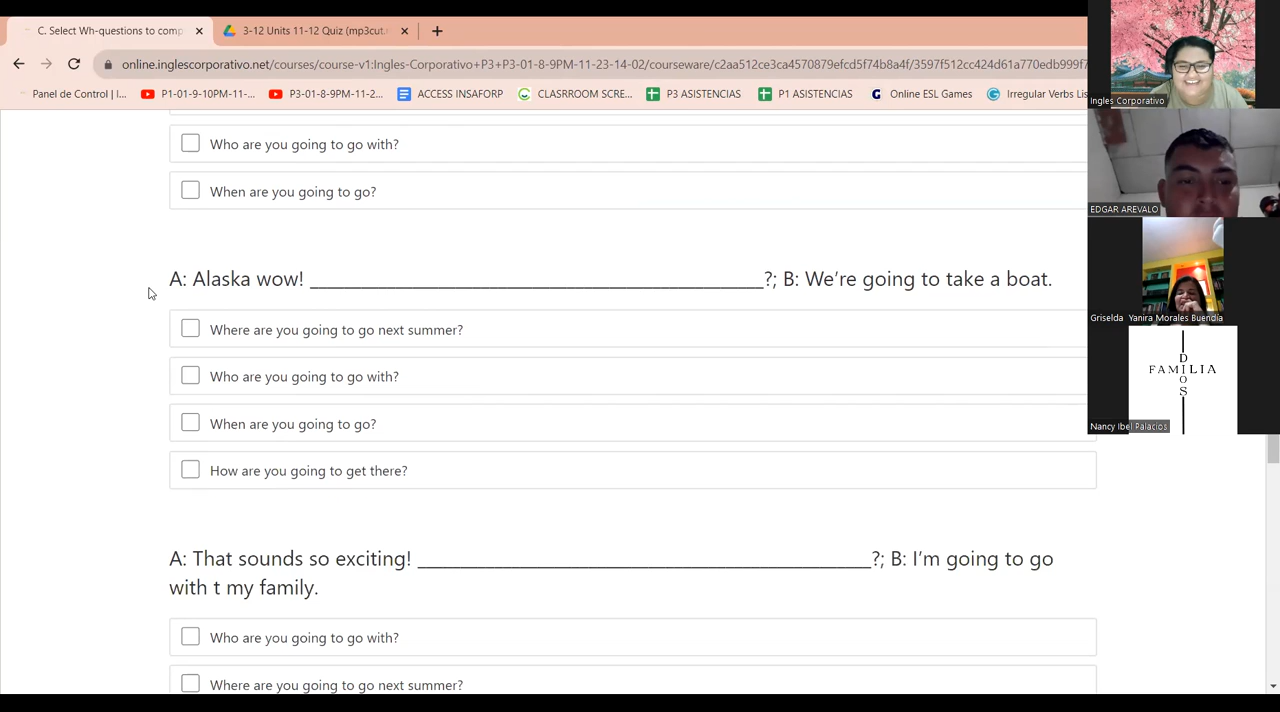 C. Select Wh-questions to comp
3-12 Units 11-12 Quiz (mp3cut.
online.inglescorporativo.net/courses/course-v1:Ingles-Corporativo+P3+P3-01-8-9PM-11-23-14-02/courseware/c2aa512ce3ca4570879efcd5f74b8a4f/3597f512cc424d61a770edb999f7
Panel de Control | I...
P1-01-9-10PM-11-...
P3-01-8-9PM-11-2...
ACCESS INSAFORP
CLASRROOM SCRE...
P3 ASISTENCIAS
P1 ASISTENCIAS
Online ESL Games
Irregular Verbs Lis
Ingles Corporativo
Who are you going to go with?
When are you going to go?
EDGAR AREVALO
A: Alaska wow! ______________________________________________?; B: We're going to take a boat.
Griselda Yanira Morales Buendía
Where are you going to go next summer?
Who are you going to go with?
When are you going to go?
How are you going to get there?
DIOS
FAMILIA
Nancy Ibel Palacios
A: That sounds so exciting! ______________________________________________?; B: I'm going to go
with t my family.
Who are you going to go with?
Where are you going to go next summer?